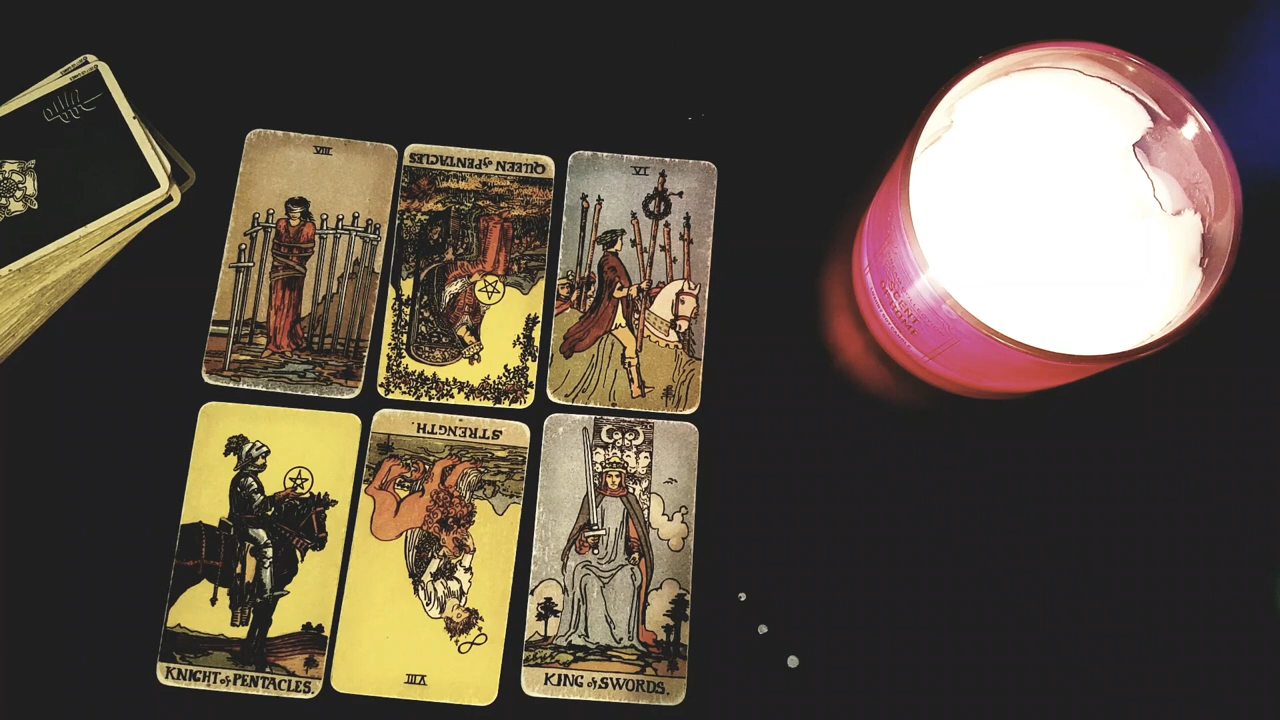 VIII
QUEEN of PENTACLES
VI
KNIGHT of PENTACLES.
STRENGTH.
VIII
KING of SWORDS.